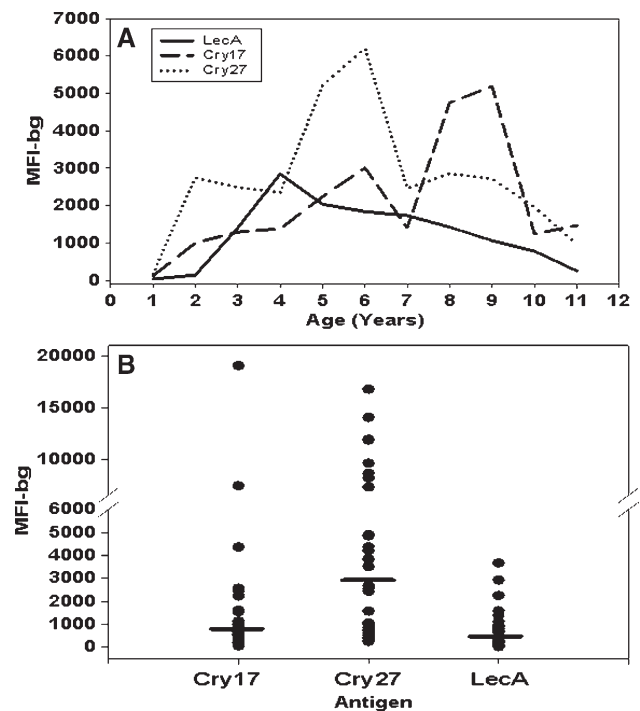 A
LecA
Cry17
Cry27
MFI-bg
7000
6000
5000
4000
3000
2000
1000
0
0 1 2 3 4 5 6 7 8 9 10 11 12
Age (Years)
B
MFI-bg
20000
15000
10000
6000
5000
4000
3000
2000
1000
0
Cry17 Cry27 LecA
Antigen